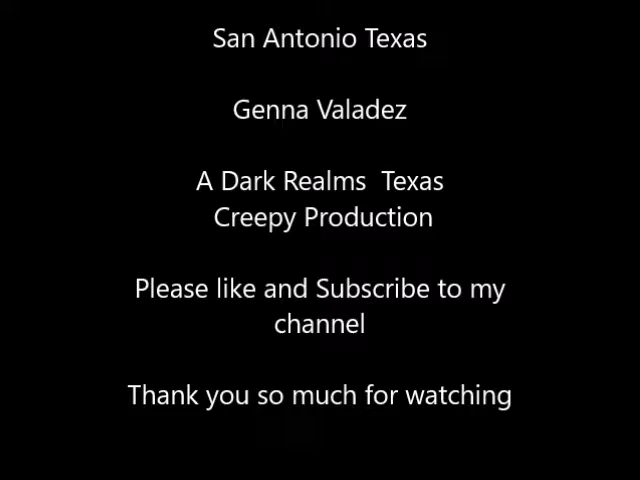 San Antonio Texas
Genna Valadez
A Dark Realms  Texas
Creepy Production
Please like and Subscribe to my
channel
Thank you so much for watching